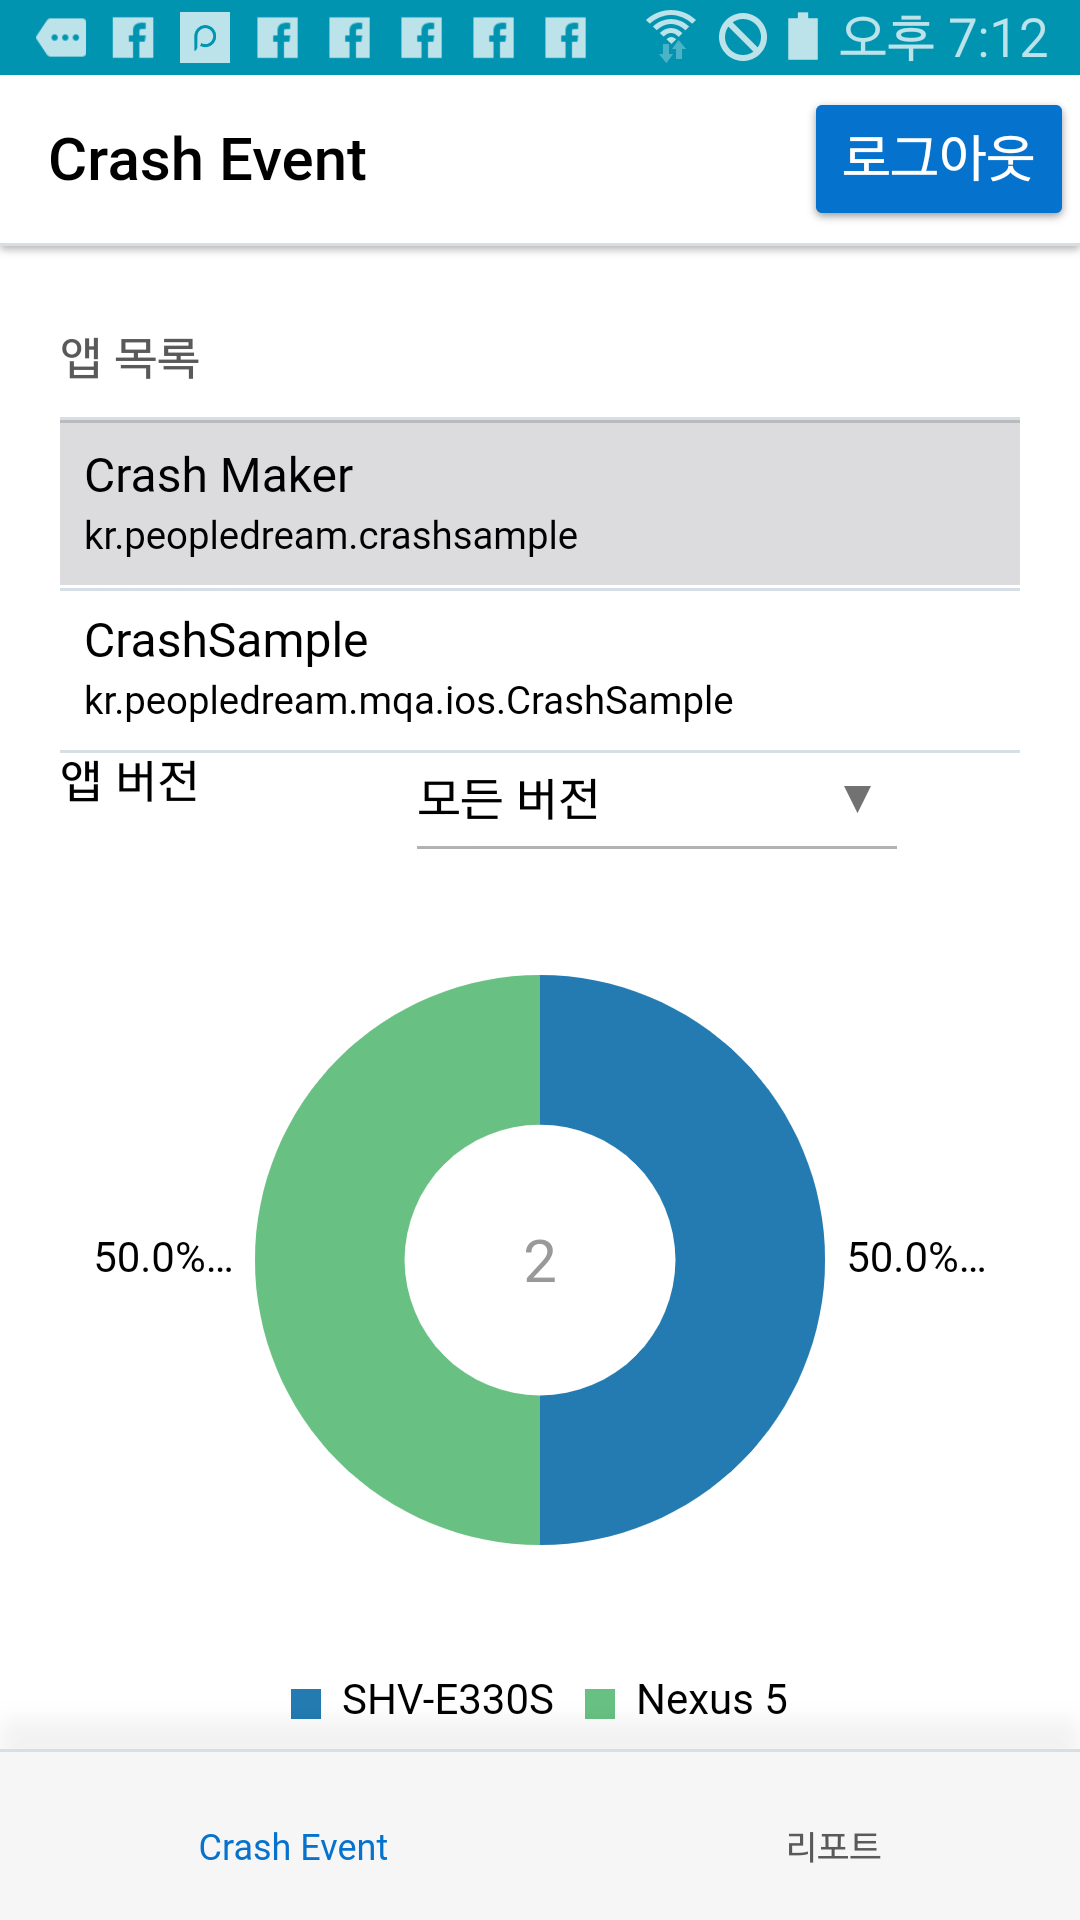 오후 7:12
Crash Event
로그아웃
앱 목록
Crash Maker
kr.peopledream.crashsample
CrashSample
kr.peopledream.mqa.ios.CrashSample
앱 버전
모든 버전
50.0%...
2
50.0%...
SHV-E330S
Nexus 5
Crash Event
리포트